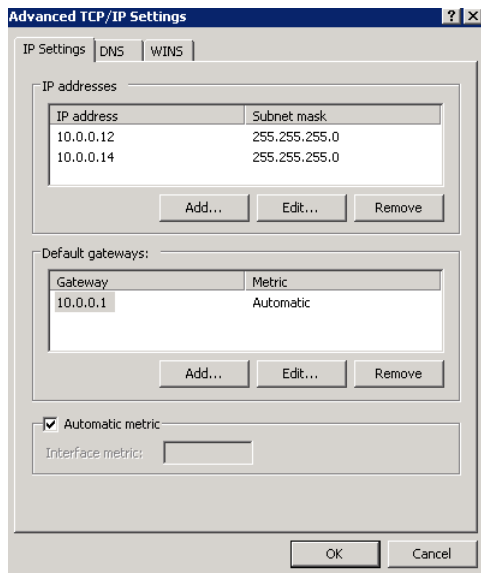 Advanced TCP/IP Settings
IP Settings DNS WINS
IP addresses
IP address Subnet mask
10.0.0.12 255.255.255.0
10.0.0.14 255.255.255.0
Add... Edit... Remove
Default gateways:
Gateway Metric
10.0.0.1 Automatic
Add... Edit... Remove
Automatic metric
Interface metric:
OK Cancel